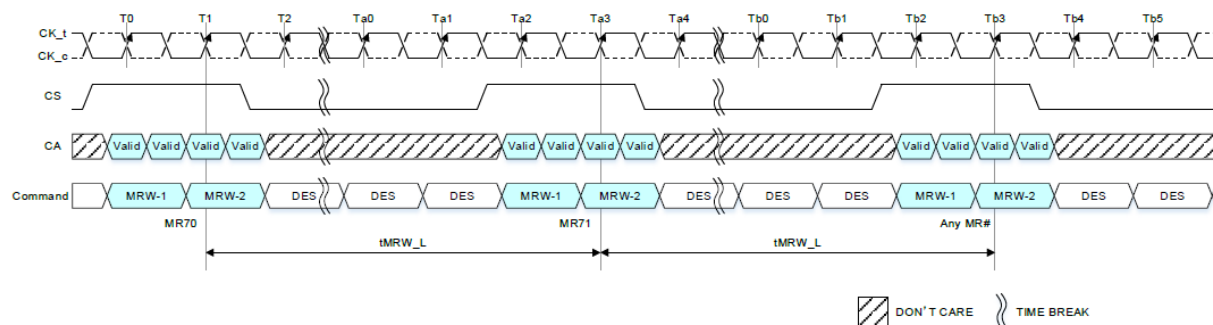 T0 T1 T2 Ta0 Ta1 Ta2 Ta3 Ta4 Tb0 Tb1 Tb2 Tb3 Tb4 Tb5
CK_t
CK_c
CS
CA Valid Valid Valid Valid Valid Valid Valid Valid Valid Valid Valid Valid
Command MRW-1 MRW-2 DES DES DES MRW-1 MRW-2 DES DES DES MRW-1 MRW-2 DES DES
MR70 MR71 Any MR#
tMRW_L tMRW_L
DON'T CARE TIME BREAK